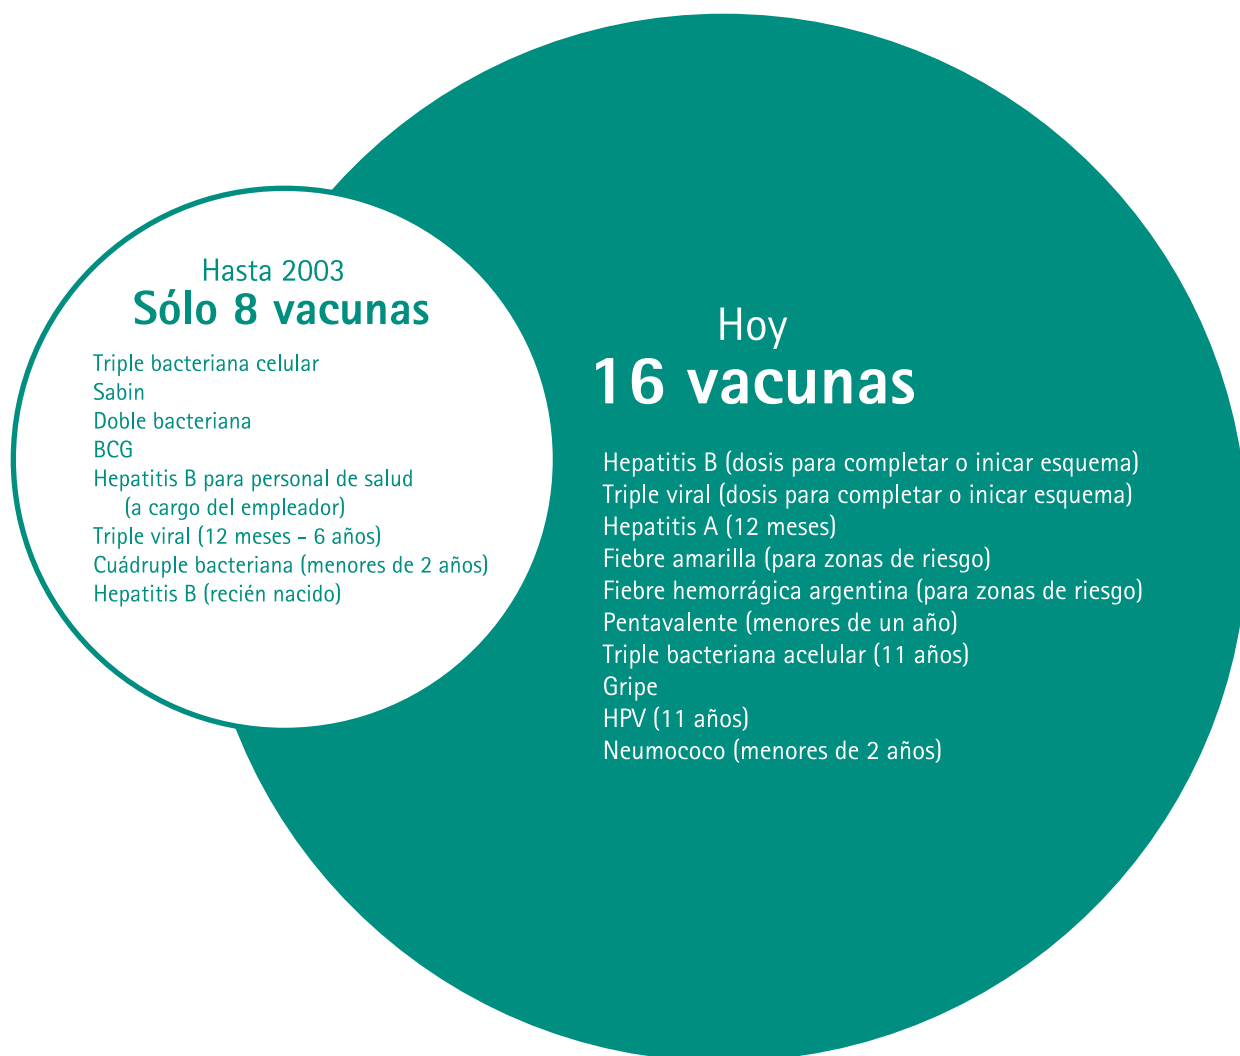 Hasta 2003
Sólo 8 vacunas
Triple bacteriana celular
Sabin
Doble bacteriana
BCG
Hepatitis B para personal de salud
(a cargo del empleador)
Triple viral (12 meses - 6 años)
Cuádruple bacteriana (menores de 2 años)
Hepatitis B (recién nacido)
Hoy
16 vacunas
Hepatitis B (dosis para completar o inicar esquema)
Triple viral (dosis para completar o inicar esquema)
Hepatitis A (12 meses)
Fiebre amarilla (para zonas de riesgo)
Fiebre hemorrágica argentina (para zonas de riesgo)
Pentavalente (menores de un año)
Triple bacteriana acelular (11 años)
Gripe
HPV (11 años)
Neumococo (menores de 2 años)